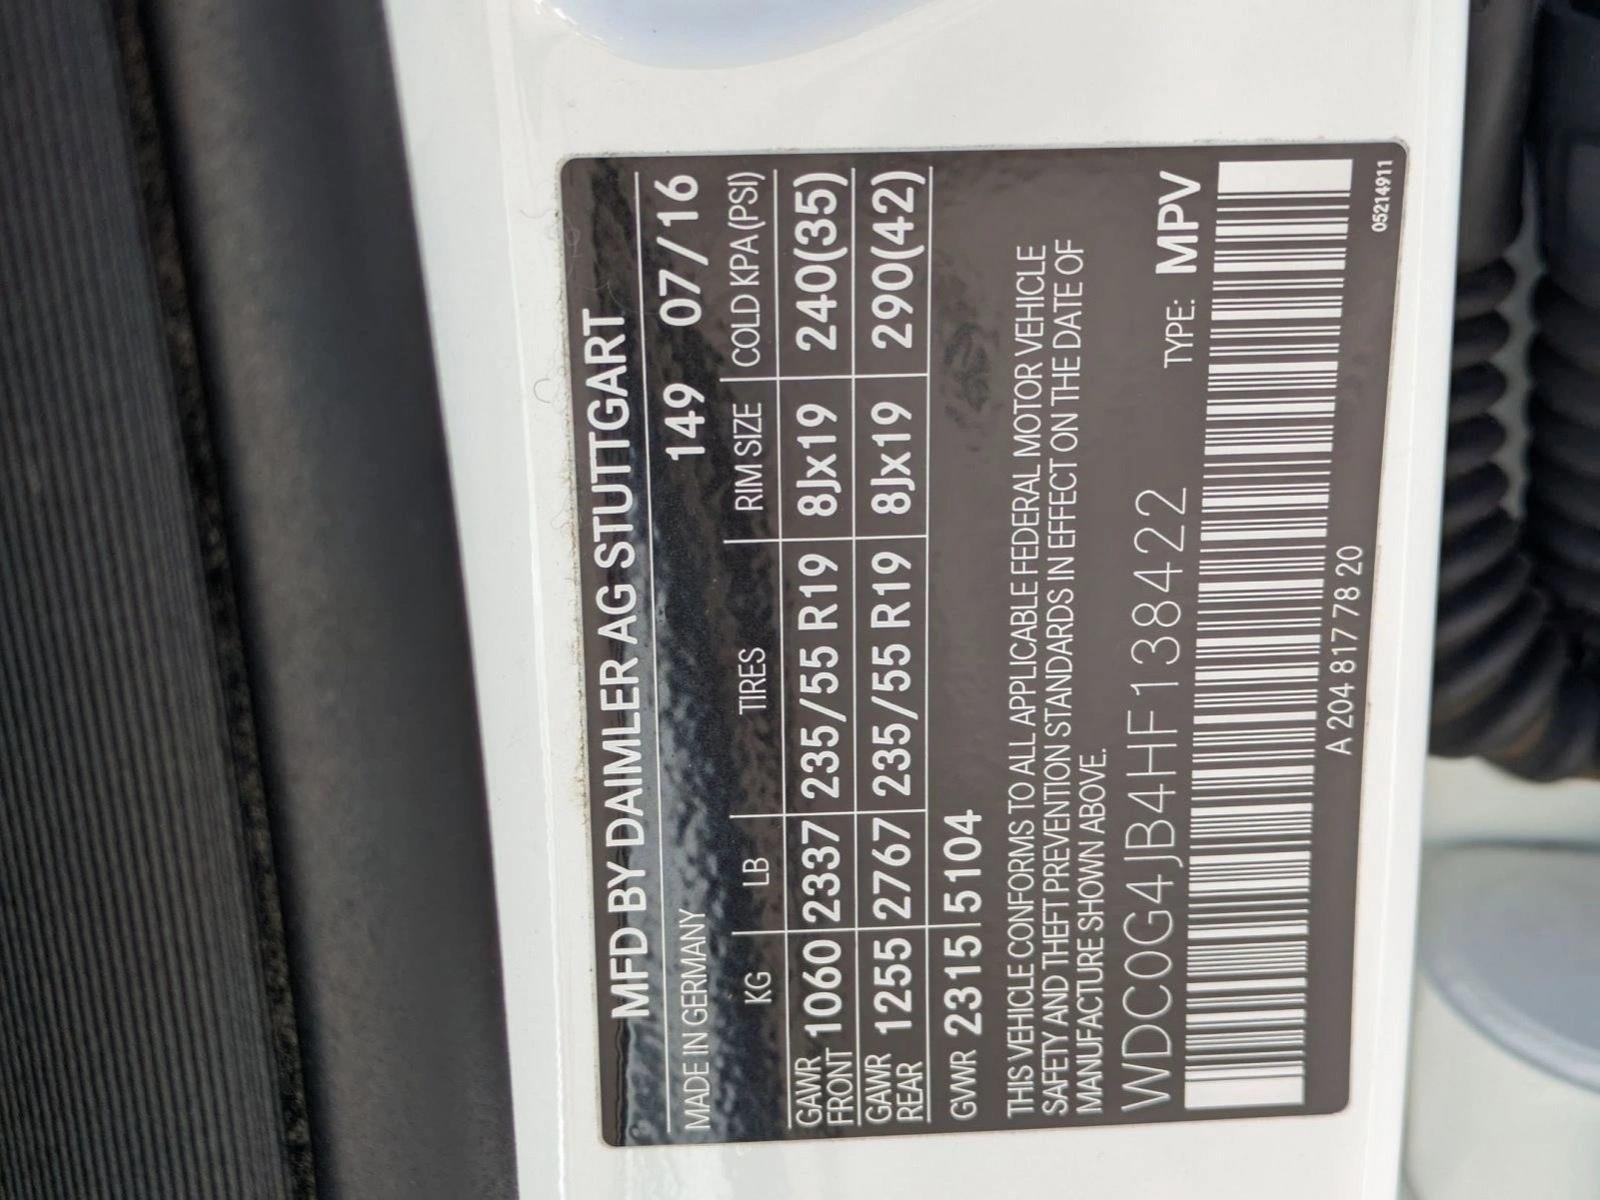 MFD BY DAIMLER AG STUTTGART
MADE IN GERMANY 149 07/16
KG LB TIRES RIM SIZE COLD KPA (PSI)
GAWR FRONT 1060 2337 235/55 R19 8Jx19 240(35)
GAWR REAR 1255 2767 235/55 R19 8Jx19 290(42)
GVWR 2315 5104
THIS VEHICLE CONFORMS TO ALL APPLICABLE FEDERAL MOTOR VEHICLE
SAFETY AND THEFT PREVENTION STANDARDS IN EFFECT ON THE DATE OF
MANUFACTURE SHOWN ABOVE.
WDC0G4JB4HF138422 TYPE: MPV
A 204 817 78 20
05214911